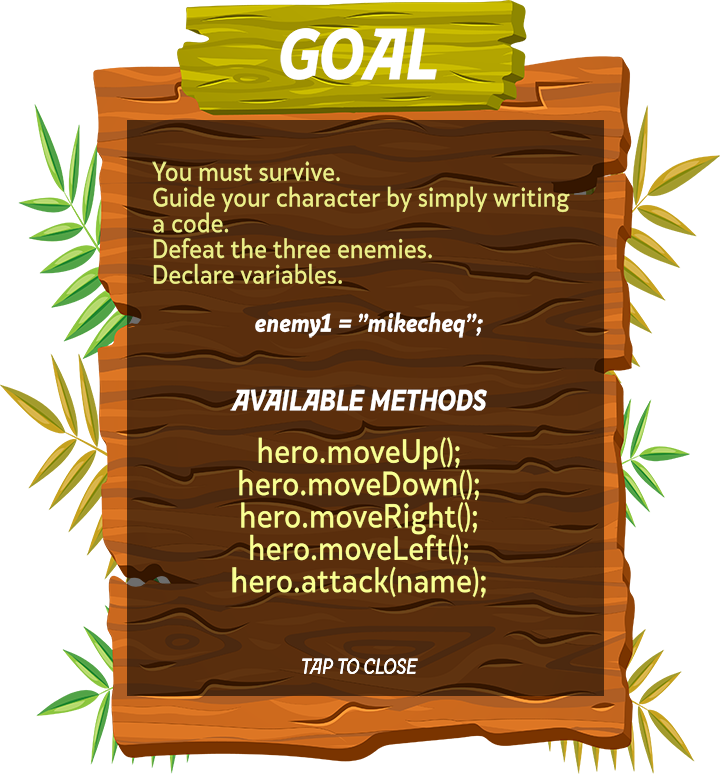 GOAL
You must survive.
Guide your character by simply writing
a code.
Defeat the three enemies.
Declare variables.
enemy1 = ”mikecheq”;
AVAILABLE METHODS
hero.moveUp();
hero.moveDown();
hero.moveRight();
hero.moveLeft();
hero.attack(name);
TAP TO CLOSE